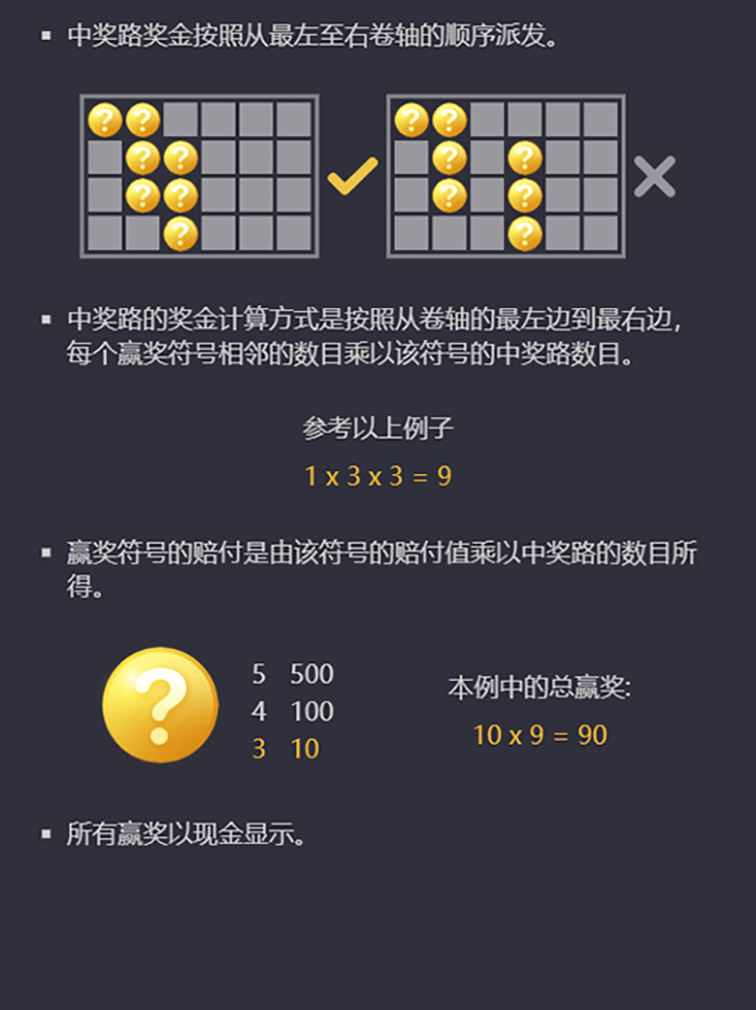 中奖路奖金按照从最左至右卷轴的顺序派发。
中奖路的奖金计算方式是按照从卷轴的最左边到最右边，
每个赢奖符号相邻的数目乘以该符号的中奖路数目。
参考以上例子
1 x 3 x 3 = 9
赢奖符号的赔付是由该符号的赔付值乘以中奖路的数目所
得。
5 500
4 100
3 10
本例中的总赢奖:
10 x 9 = 90
所有赢奖以现金显示。